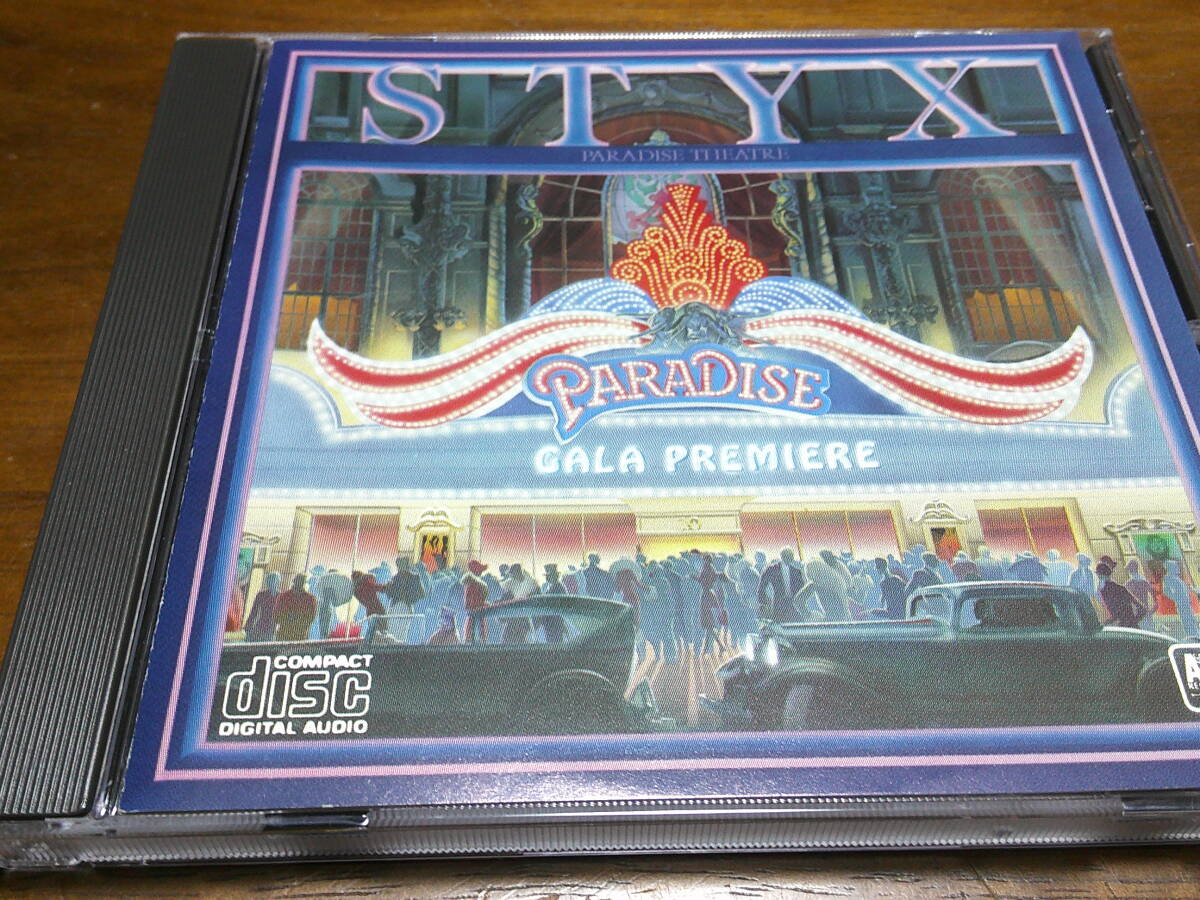 STYX
PARADISE THEATRE
PARADISE
GALA PREMIERE
COMPACT
disc
DIGITAL AUDIO